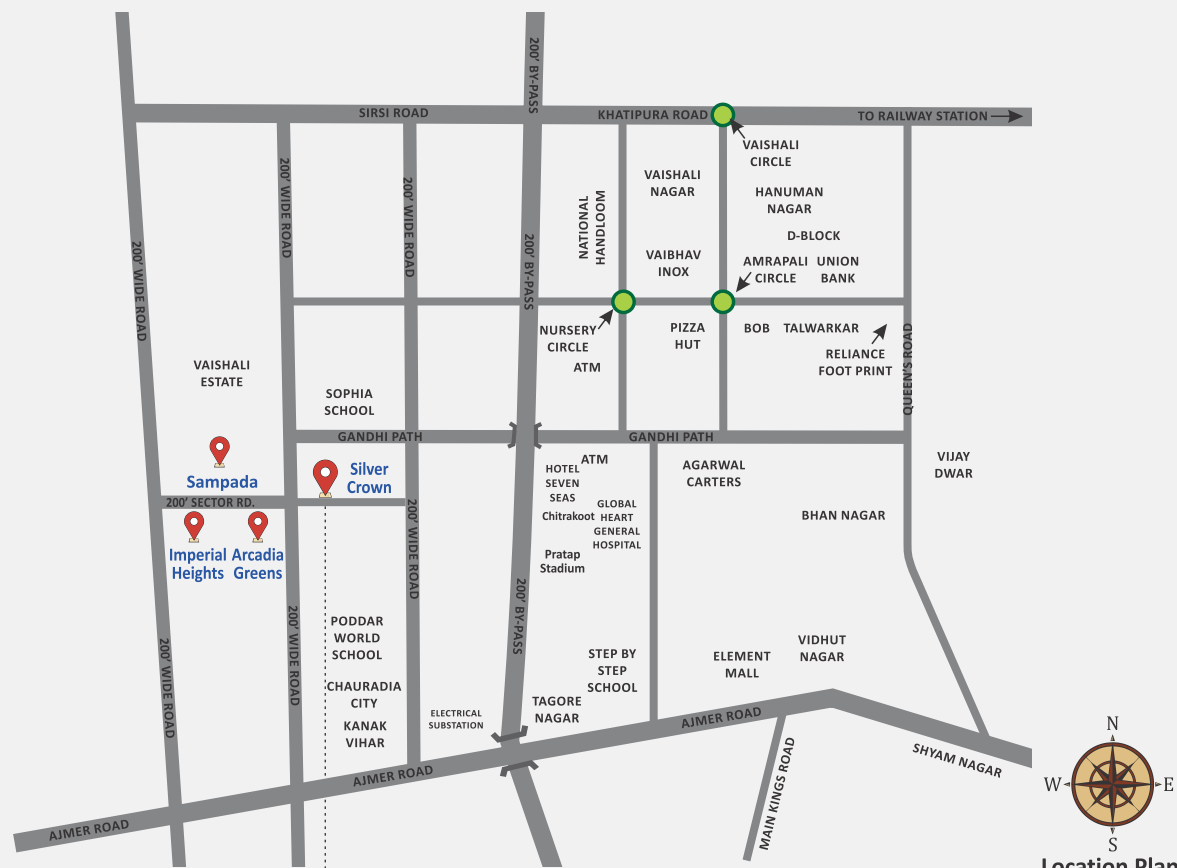 200' BY-PASS
SIRSI ROAD
KHATIPURA ROAD
TO RAILWAY STATION
VAISHALI
CIRCLE
200' WIDE ROAD
200' WIDE ROAD
200' WIDE ROAD
200' BY-PASS
NATIONAL
HANDLOOM
VAISHALI
NAGAR
HANUMAN
NAGAR
D-BLOCK
VAIBHAV
INOX
AMRAPALI
CIRCLE
UNION
BANK
NURSERY
CIRCLE
ATM
PIZZA
HUT
BOB
TALWARKAR
RELIANCE
FOOT PRINT
QUEEN'S ROAD
VAISHALI
ESTATE
SOPHIA
SCHOOL
GANDHI PATH
GANDHI PATH
Sampada
200' SECTOR RD.
Silver
Crown
Imperial
Heights
Arcadia
Greens
200' WIDE ROAD
ATM
HOTEL
SEVEN
SEAS
Chitrakoot
GLOBAL
HEART
GENERAL
HOSPITAL
Pratap
Stadium
AGARWAL
CARTERS
VIJAY
DWAR
BHAN NAGAR
200' BY-PASS
200' WIDE ROAD
200' WIDE ROAD
PODDAR
WORLD
SCHOOL
CHAURADIA
CITY
KANAK
VIHAR
ELECTRICAL
SUBSTATION
STEP BY
STEP
SCHOOL
TAGORE
NAGAR
ELEMENT
MALL
VIDHUT
NAGAR
AJMER ROAD
AJMER ROAD
AJMER ROAD
MAIN KINGS ROAD
SHYAM NAGAR
N
W
E
S
Location Plan